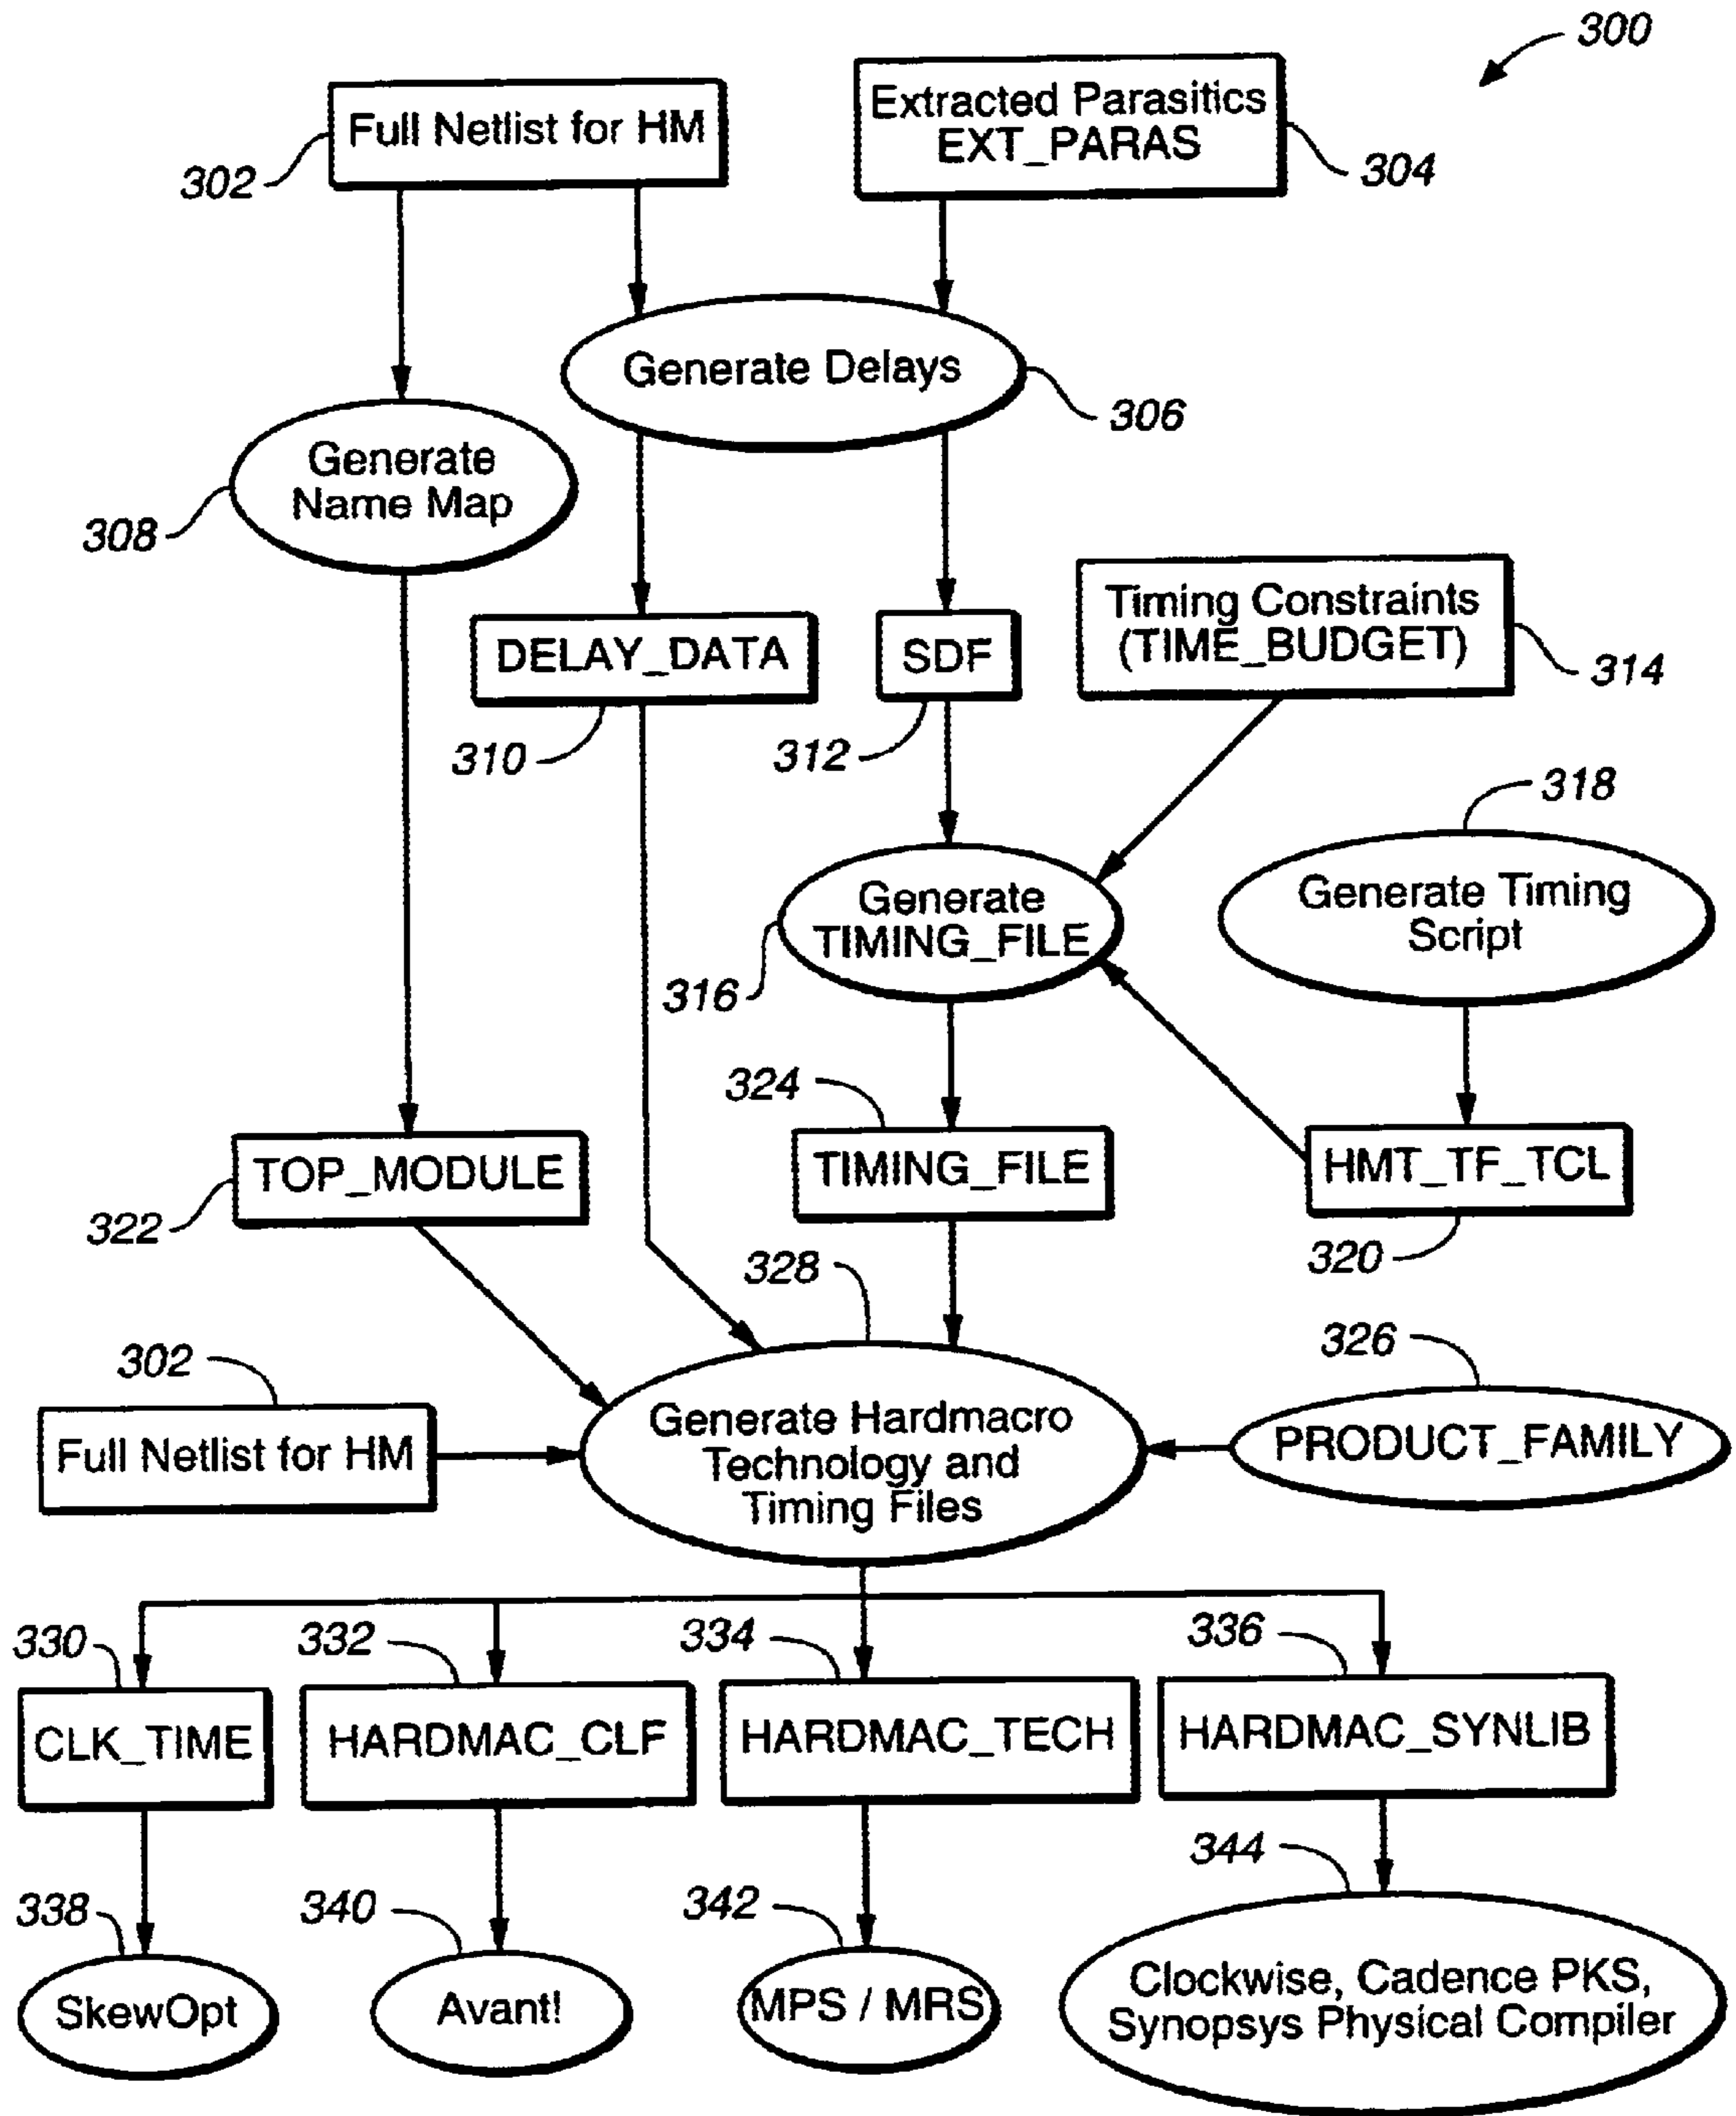 300
Full Netlist for HM
302
Extracted Parasitics
EXT_PARAS
304
Generate Delays
306
Generate
Name Map
308
DELAY_DATA
310
SDF
312
Timing Constraints
(TIME_BUDGET)
314
318
Generate
TIMING_FILE
316
Generate Timing
Script
324
TOP_MODULE
322
TIMING_FILE
HMT_TF_TCL
320
328
302
Full Netlist for HM
Generate Hardmacro
Technology and
Timing Files
326
PRODUCT_FAMILY
330
332
334
336
CLK_TIME
HARDMAC_CLF
HARDMAC_TECH
HARDMAC_SYNLIB
338
340
342
344
SkewOpt
Avant!
MPS / MRS
Clockwise, Cadence PKS,
Synopsys Physical Compiler